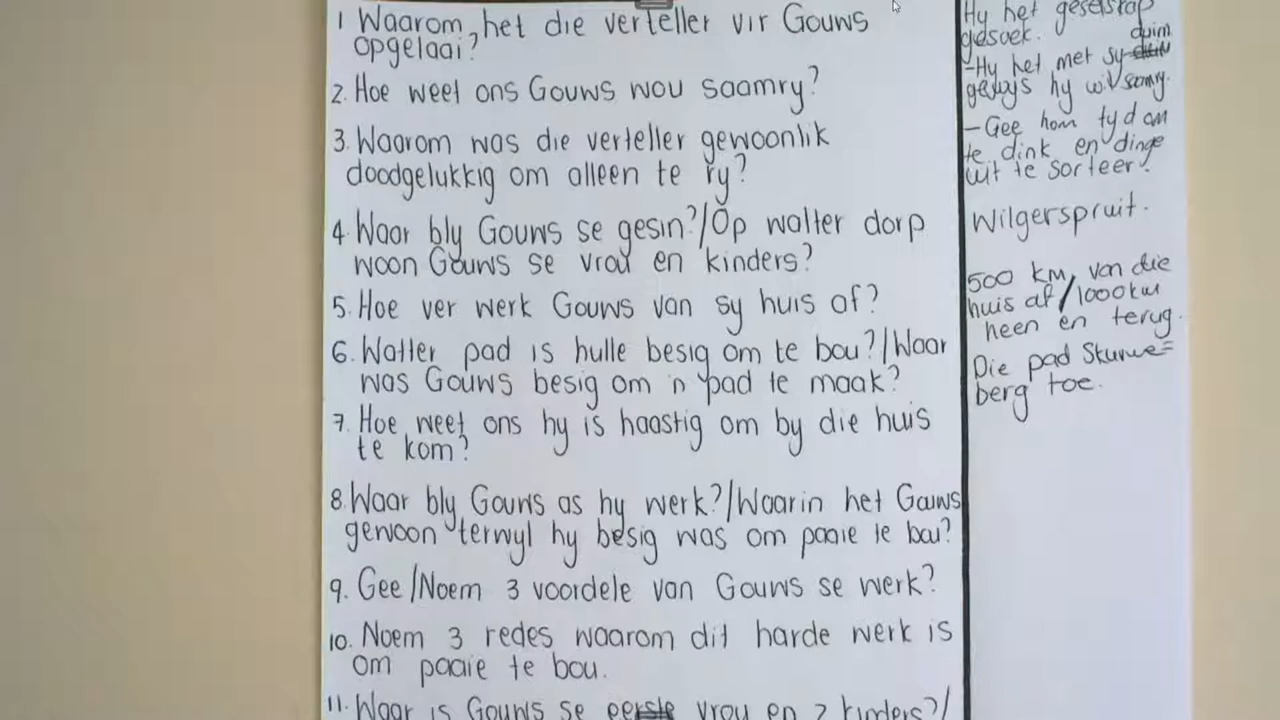 1 Waarom het die verteller vir Gouws
opgelaai?
2. Hoe weet ons Gouws wou saamry?
3. Waarom was die verteller gewoonlik
doodgelukkig om alleen te ry?
4 Waar bly Gouws se gesin?/Op watter dorp
woon Gouws se vrou en kinders?
5. Hoe ver werk Gouws van sy huis af?
6. Watter pad is hulle besig om te bou?/Waar
was Gouws besig om 'n pad te maak?
7. Hoe weet ons hy is haastig om by die huis
te kom?
8. Waar bly Gouws as hy werk?/Waarin het Gouws
gewoon terwyl hy besig was om paaie te bou?
9. Gee/Noem 3 voordele van Gouws se werk?
10. Noem 3 redes waarom dit harde werk is
om paaie te bou.
11. Waar is Gouws se eerste vrou en 2 kinders?/
Hy het geselskap
gesoek.
duim
-Hy het met sy
gewys hy wil saamry.
- Gee hom tyd om
te dink en dinge
uit te sorteer.
Wilgerspruit.
500 km van die
huis af/1000km
heen en terug.
Die pad Skurwe=
berg toe.